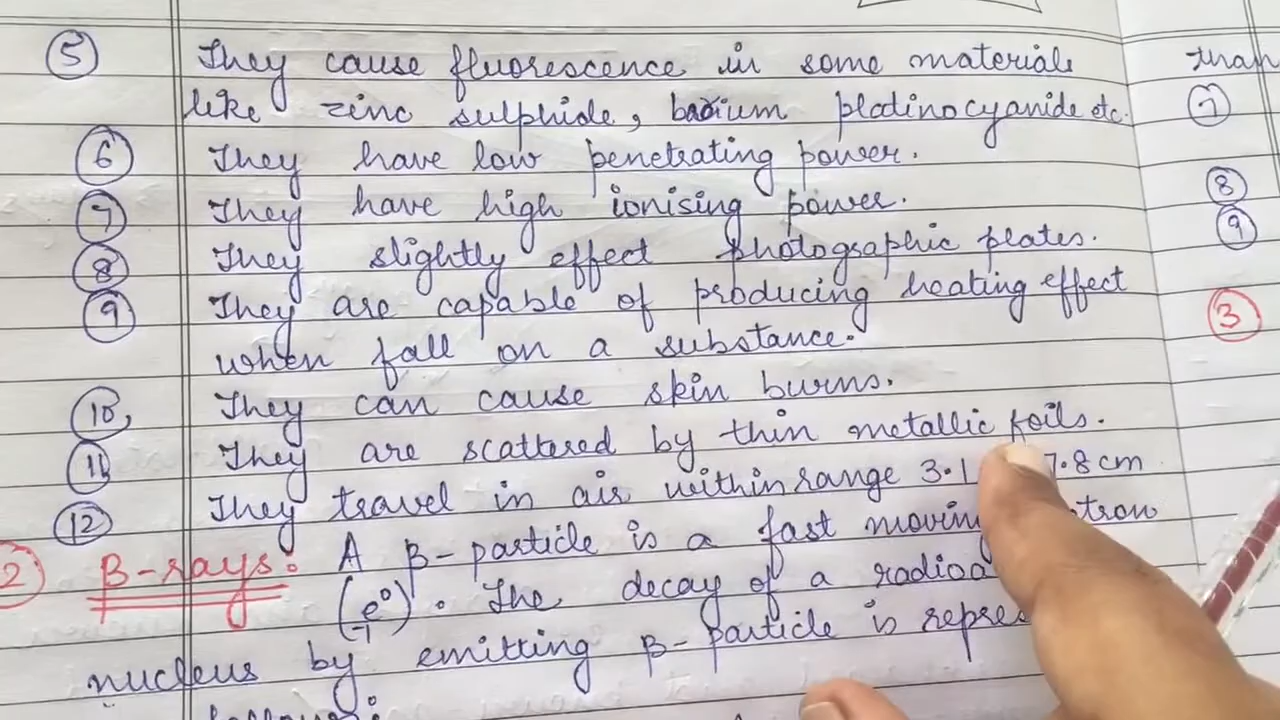 5 They cause fluorescence in some materials
like zinc sulphide, barium platinocyanide etc.
6 They have low penetrating power.
7 They have high ionising power.
8 They slightly effect photographic plates.
9 They are capable of producing heating effect
when fall on a substance.
10, They can cause skin burns.
11 They are scattered by thin metallic foils.
12 They travel in air within range 3.1 7.8 cm
2 β-rays: A β-particle is a fast moving
(₋₁e⁰). The decay of a
nucleus by emitting β-particle is
7
8
9
3